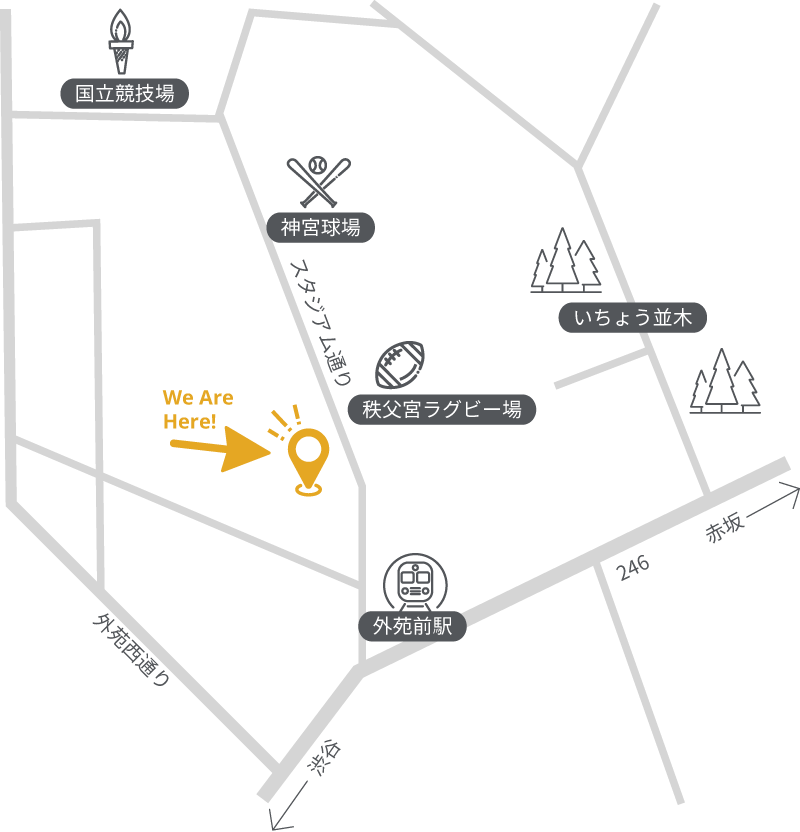 国立競技場
神宮球場
スタジアム通り
いちょう並木
秩父宮ラグビー場
We Are
Here!
赤坂
246
外苑前駅
外苑西通り
渋谷